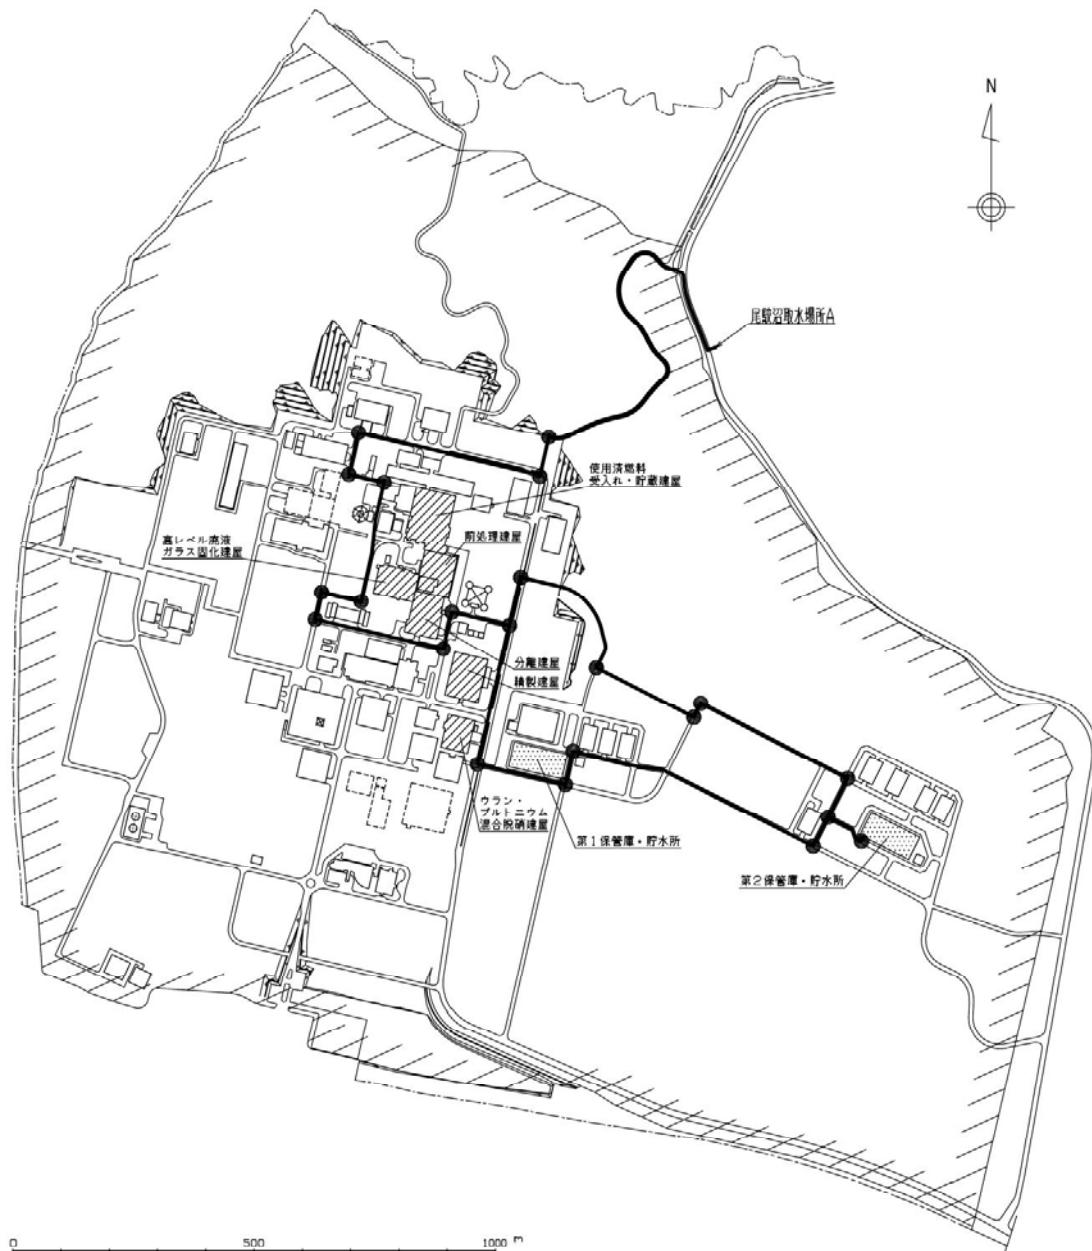 N
尾駮沼取水場所A
使用済燃料
受入れ・貯蔵建屋
前処理建屋
高レベル廃液
ガラス固化建屋
分離建屋
精製建屋
ウラン・
プルトニウム
混合脱硝建屋
第1保管庫・貯水所
第2保管庫・貯水所
0 500 1000 m